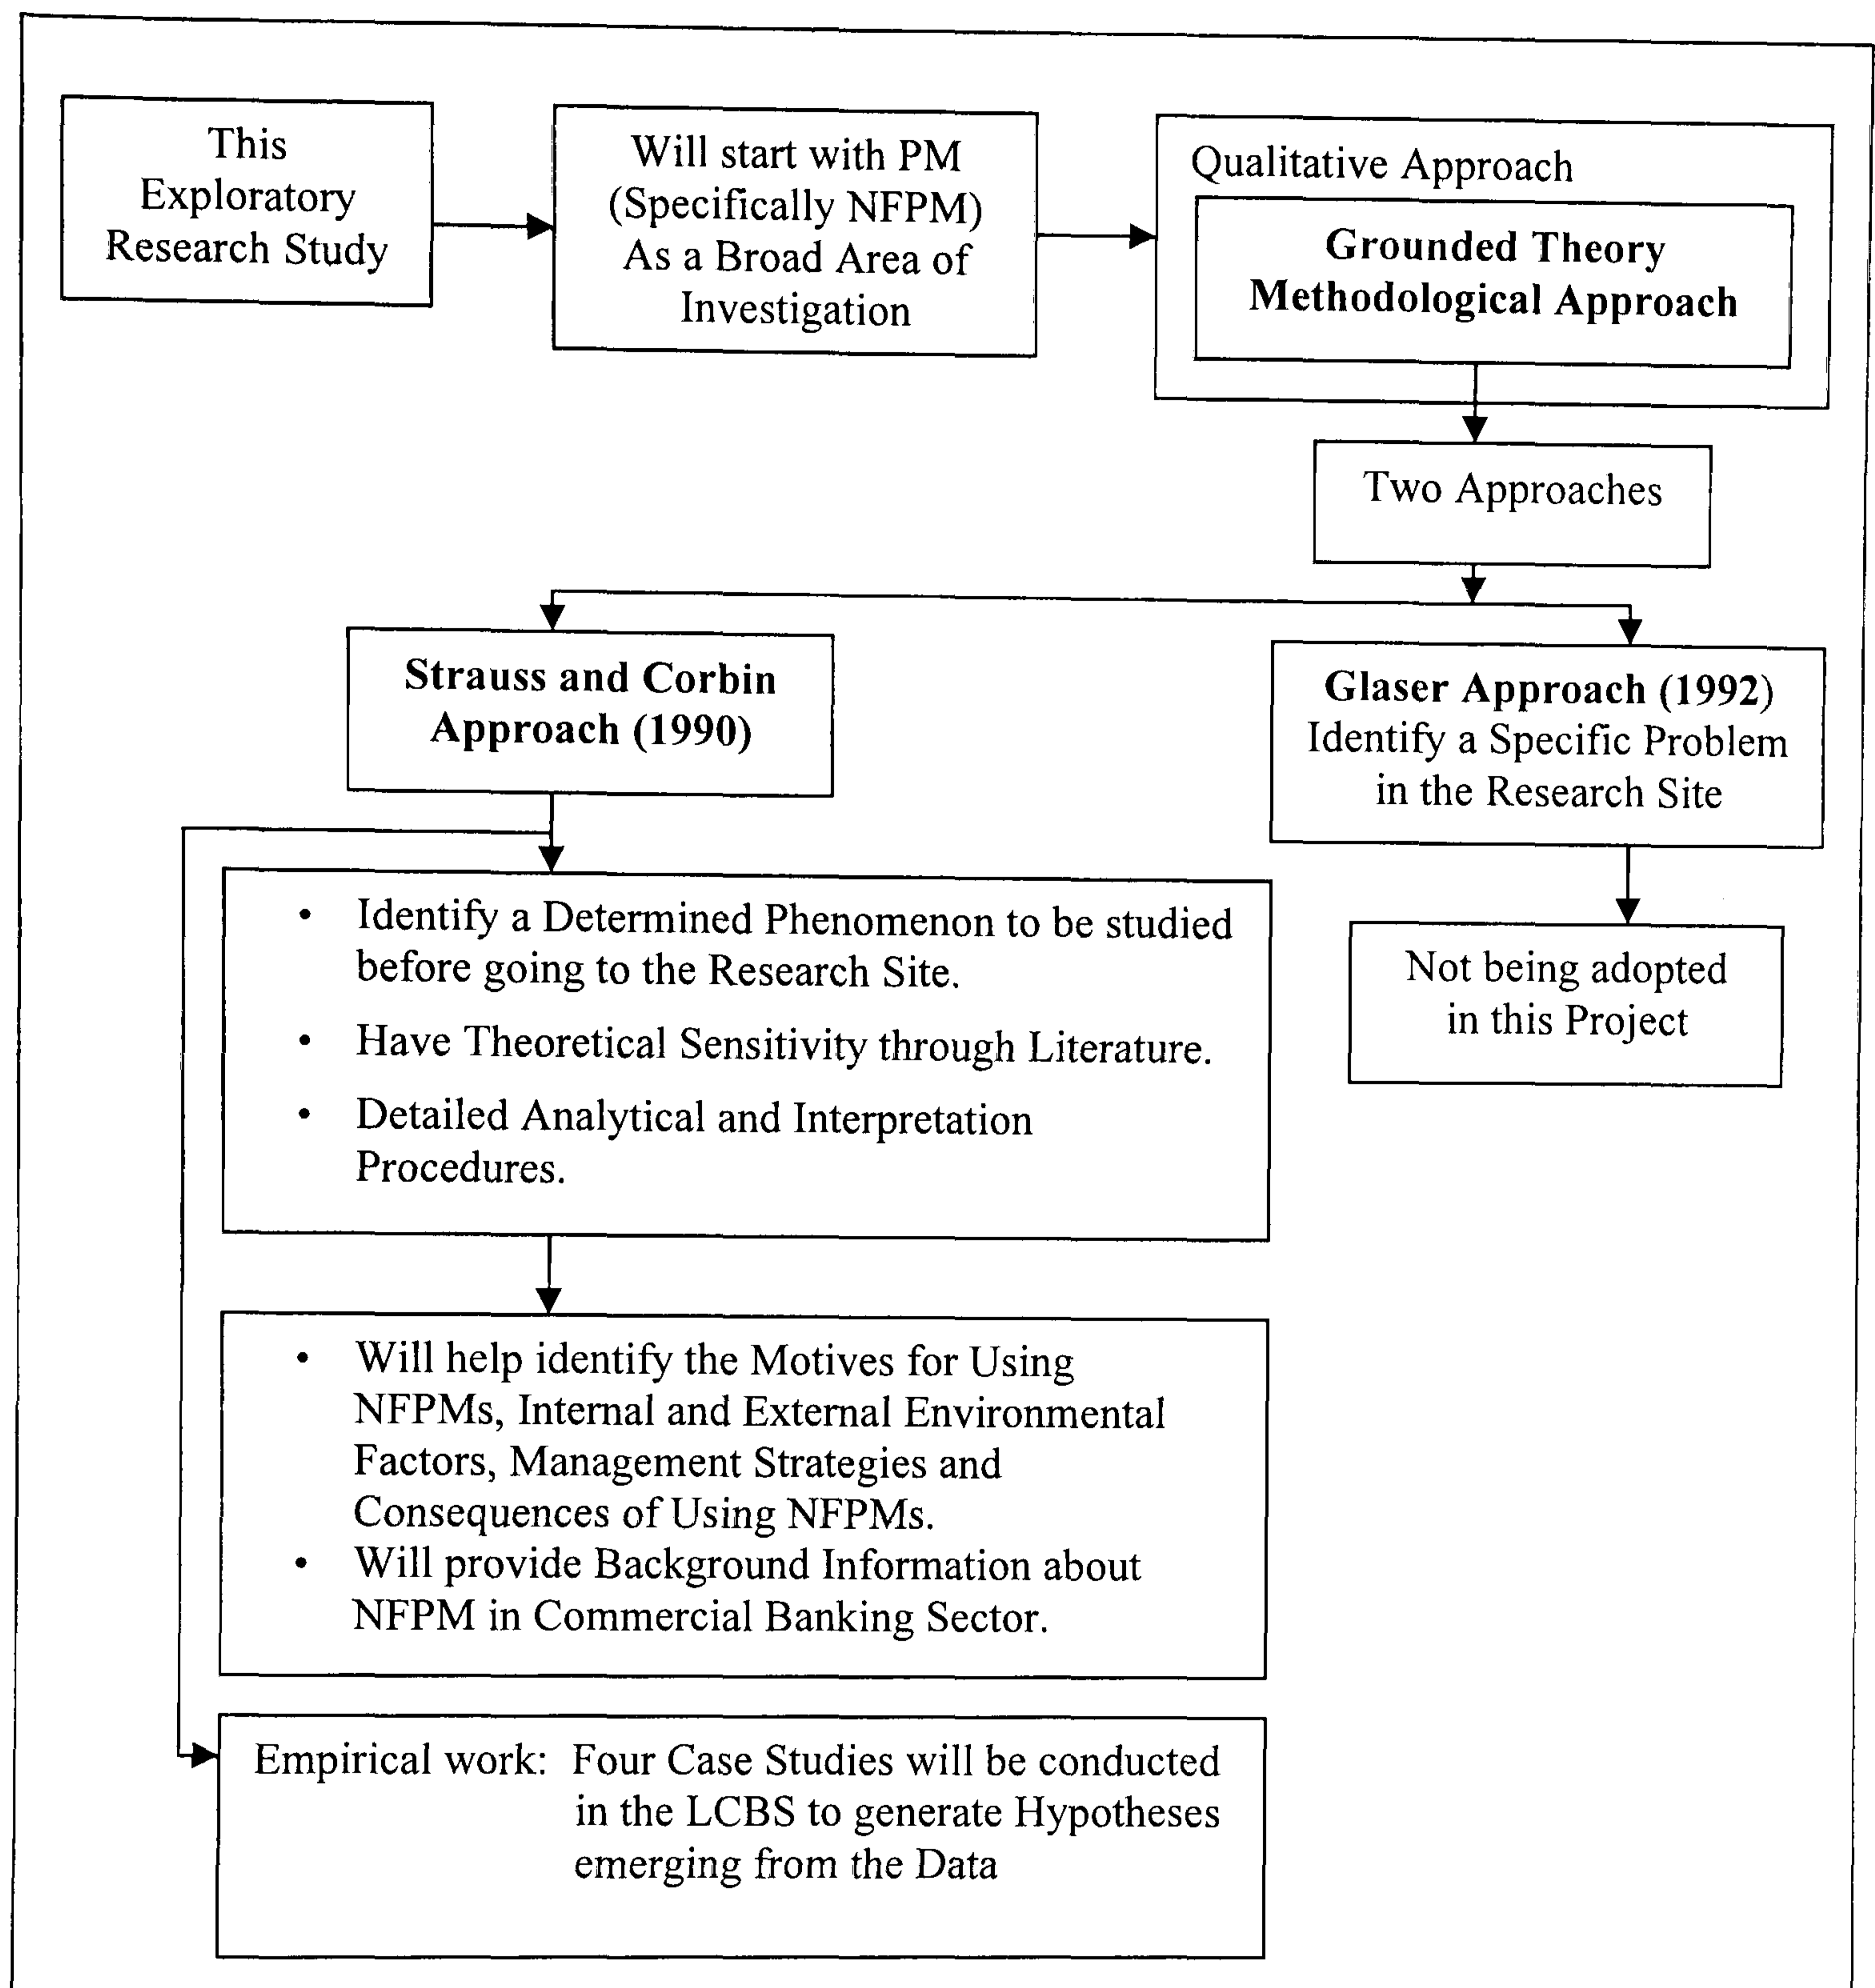 This
Exploratory
Research Study
Will start with PM
(Specifically NFPM)
As a Broad Area of
Investigation
Qualitative Approach
Grounded Theory
Methodological Approach
Two Approaches
Strauss and Corbin
Approach (1990)
Glaser Approach (1992)
Identify a Specific Problem
in the Research Site
• Identify a Determined Phenomenon to be studied
before going to the Research Site.
• Have Theoretical Sensitivity through Literature.
• Detailed Analytical and Interpretation
Procedures.
Not being adopted
in this Project
• Will help identify the Motives for Using
NFPMs, Internal and External Environmental
Factors, Management Strategies and
Consequences of Using NFPMs.
• Will provide Background Information about
NFPM in Commercial Banking Sector.
Empirical work: Four Case Studies will be conducted
in the LCBS to generate Hypotheses
emerging from the Data